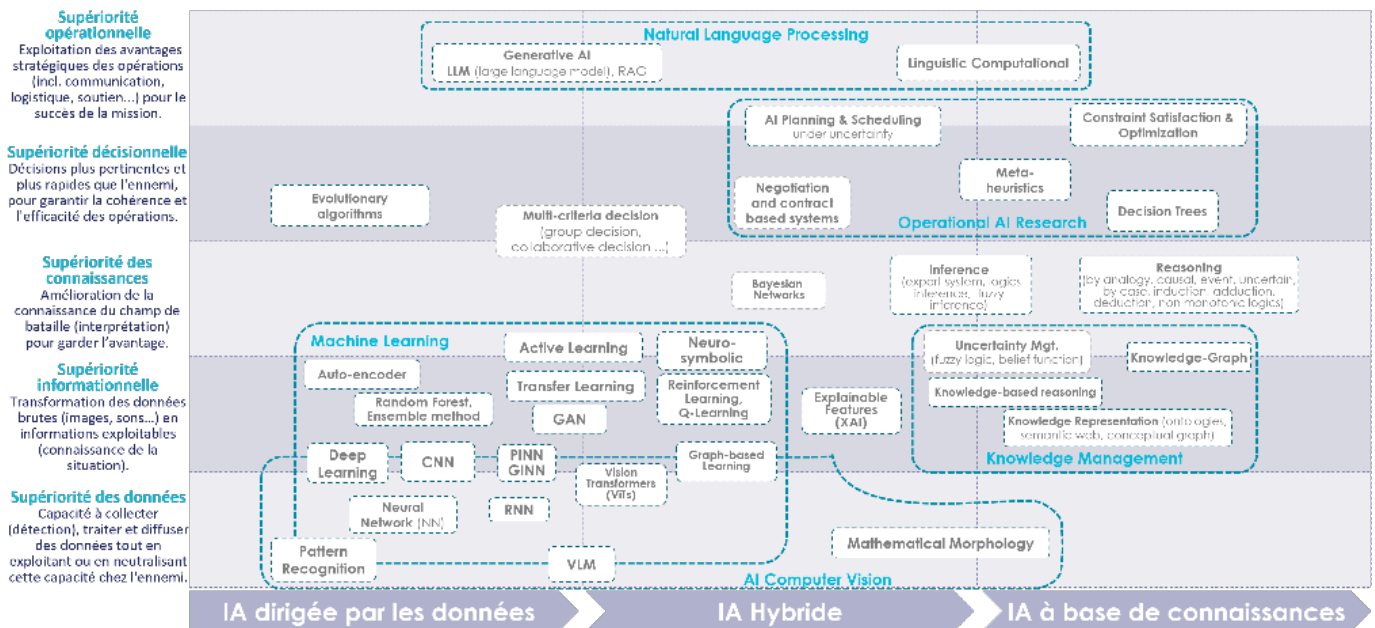 Supériorité
opérationnelle
Exploitation des avantages
stratégiques des opérations
(incl. communication,
logistique, soutien...) pour le
succès de la mission.
Natural Language Processing
Generative AI
LLM (large language model), RAG
Linguistic Computational
AI Planning & Scheduling
under uncertainty
Constraint Satisfaction &
Optimization
Supériorité décisionnelle
Décisions plus pertinentes et
plus rapides que l'ennemi,
pour garantir la cohérence et
l'efficacité des opérations.
Evolutionary
algorithms
Multi-criteria decision
(group decision,
collaborative decision ...)
Negotiation
and contract
based systems
Meta-
heuristics
Decision Trees
Operational AI Research
Supériorité des
connaissances
Amélioration de la
connaissance du champ de
bataille (interprétation)
pour garder l'avantage.
Bayesian
Networks
Inference
(expert system, logics
inference, fuzzy
inference)
Reasoning
(by analogy, causal, event, uncertain,
by case, induction, adduction,
deduction, non monotonic logics)
Machine Learning
Active Learning
Neuro-
symbolic
Uncertainty Mgt.
(fuzzy logic, belief function)
Knowledge-Graph
Supériorité
informationnelle
Transformation des données
brutes (images, sons...) en
informations exploitables
(connaissance de la
situation).
Auto-encoder
Transfer Learning
Reinforcement
Learning,
Q-Learning
Random Forest,
Ensemble method
GAN
Explainable
Features
(XAI)
Knowledge-based reasoning
Knowledge Representation (ontologies,
semantic web, conceptual graph)
Knowledge Management
Deep
Learning
CNN
PINN
GINN
Vision
Transformers
(ViTs)
Graph-based
Learning
Supériorité des données
Capacité à collecter
(détection), traiter et diffuser
des données tout en
exploitant ou en neutralisant
cette capacité chez l'ennemi.
Neural
Network (NN)
RNN
Pattern
Recognition
VLM
Mathematical Morphology
AI Computer Vision
IA dirigée par les données
IA Hybride
IA à base de connaissances